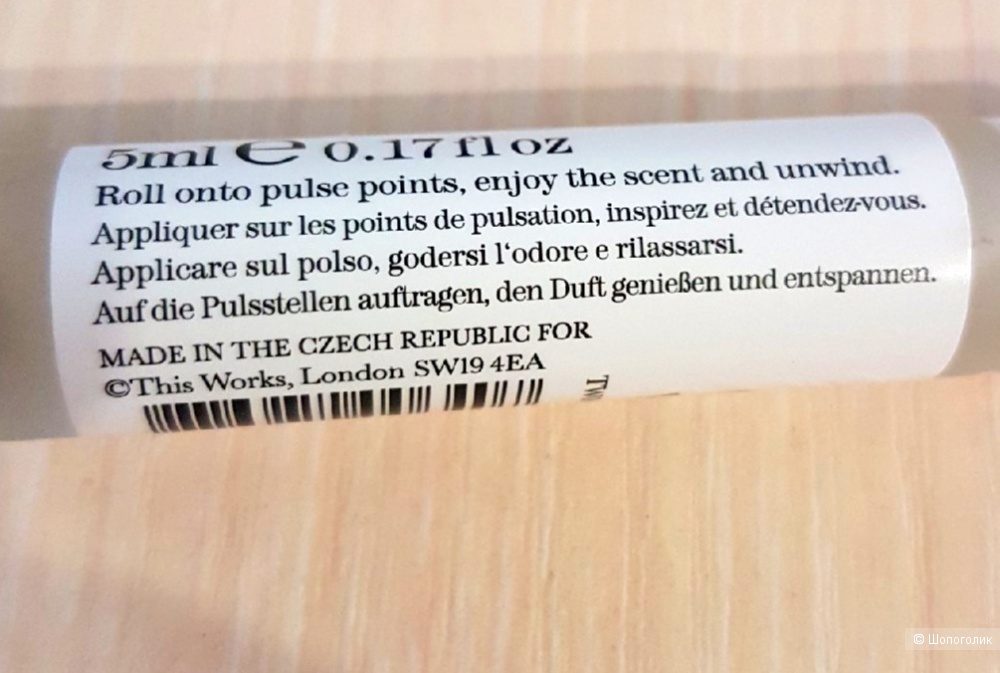 5ml ℮ 0.17 fl oz
Roll onto pulse points, enjoy the scent and unwind.
Appliquer sur les points de pulsation, inspirez et détendez-vous.
Applicare sul polso, godersi l'odore e rilassarsi.
Auf die Pulsstellen auftragen, den Duft genießen und entspannen.
MADE IN THE CZECH REPUBLIC FOR
©This Works, London SW19 4EA
© Шопоголик